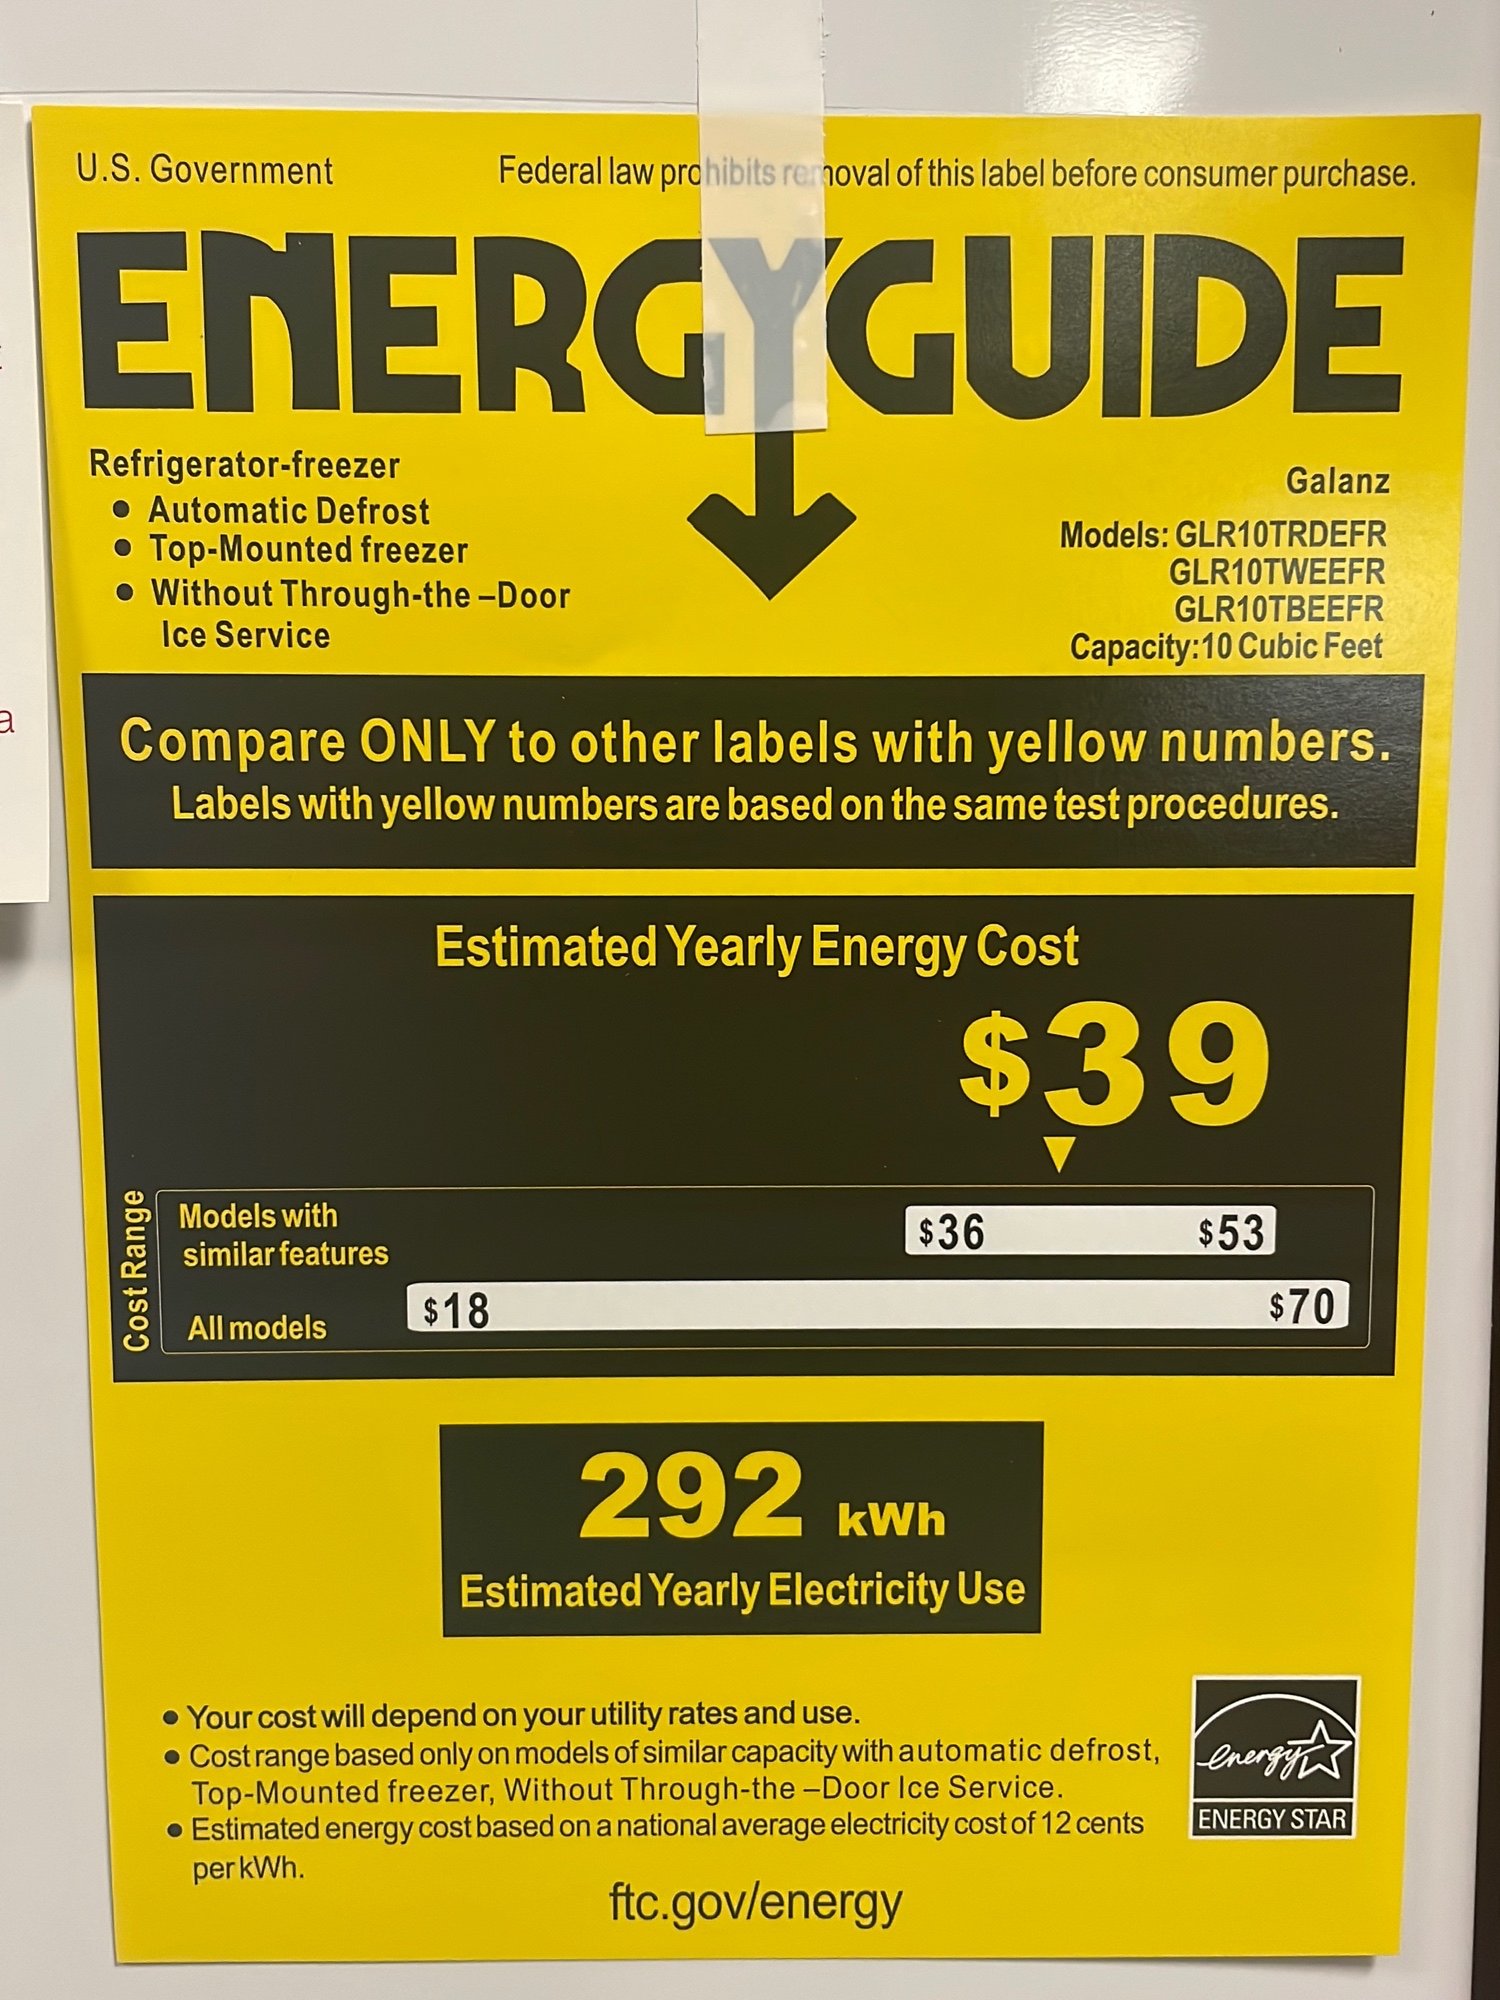 U.S. Government
Federal law prohibits removal of this label before consumer purchase.
ENERGYGUIDE
Refrigerator-freezer
● Automatic Defrost
● Top-Mounted freezer
● Without Through-the –Door
Ice Service
Galanz
Models: GLR10TRDEFR
GLR10TWEEFR
GLR10TBEEFR
Capacity:10 Cubic Feet
Compare ONLY to other labels with yellow numbers.
Labels with yellow numbers are based on the same test procedures.
Estimated Yearly Energy Cost
$39
Cost Range
Models with
similar features
$36 $53
All models
$18 $70
292 kWh
Estimated Yearly Electricity Use
● Your cost will depend on your utility rates and use.
● Cost range based only on models of similar capacity with automatic defrost,
Top-Mounted freezer, Without Through-the –Door Ice Service.
● Estimated energy cost based on a national average electricity cost of 12 cents
per kWh.
energy
ENERGY STAR
ftc.gov/energy
a